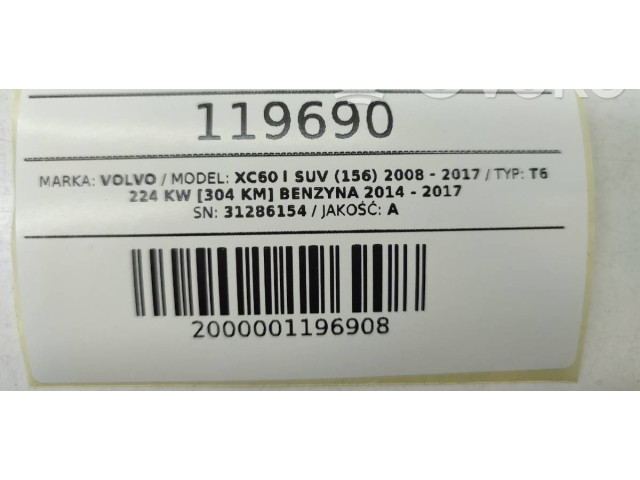 119690
MARKA: VOLVO / MODEL: XC60 I SUV (156) 2008 - 2017 / TYP: T6
224 KW [304 KM] BENZYNA 2014 - 2017
SN: 31286154 / JAKOŚĆ: A
2000001196908